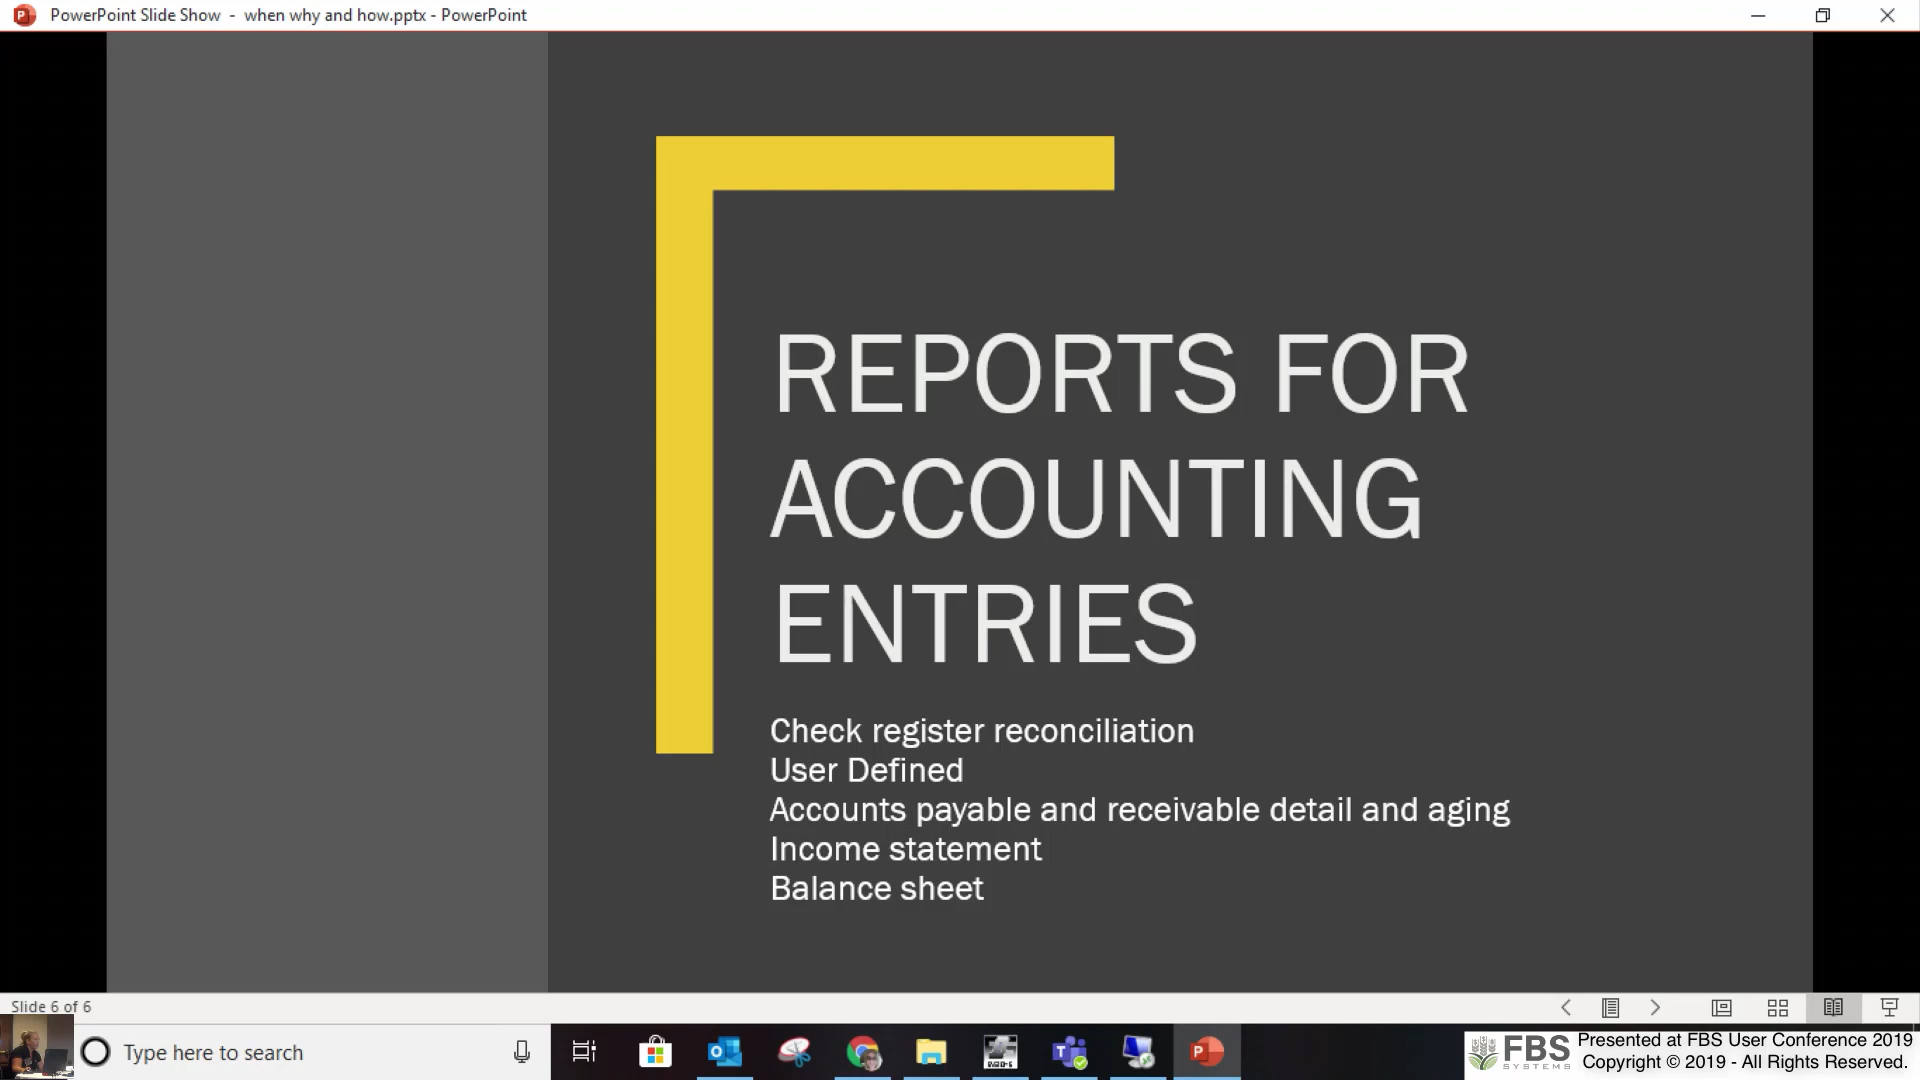 PowerPoint Slide Show - when why and how.pptx - PowerPoint
REPORTS FOR
ACCOUNTING
ENTRIES
Check register reconciliation
User Defined
Accounts payable and receivable detail and aging
Income statement
Balance sheet
Slide 6 of 6
Type here to search
FBS
SYSTEMS
Presented at FBS User Conference 2019
Copyright © 2019 - All Rights Reserved.